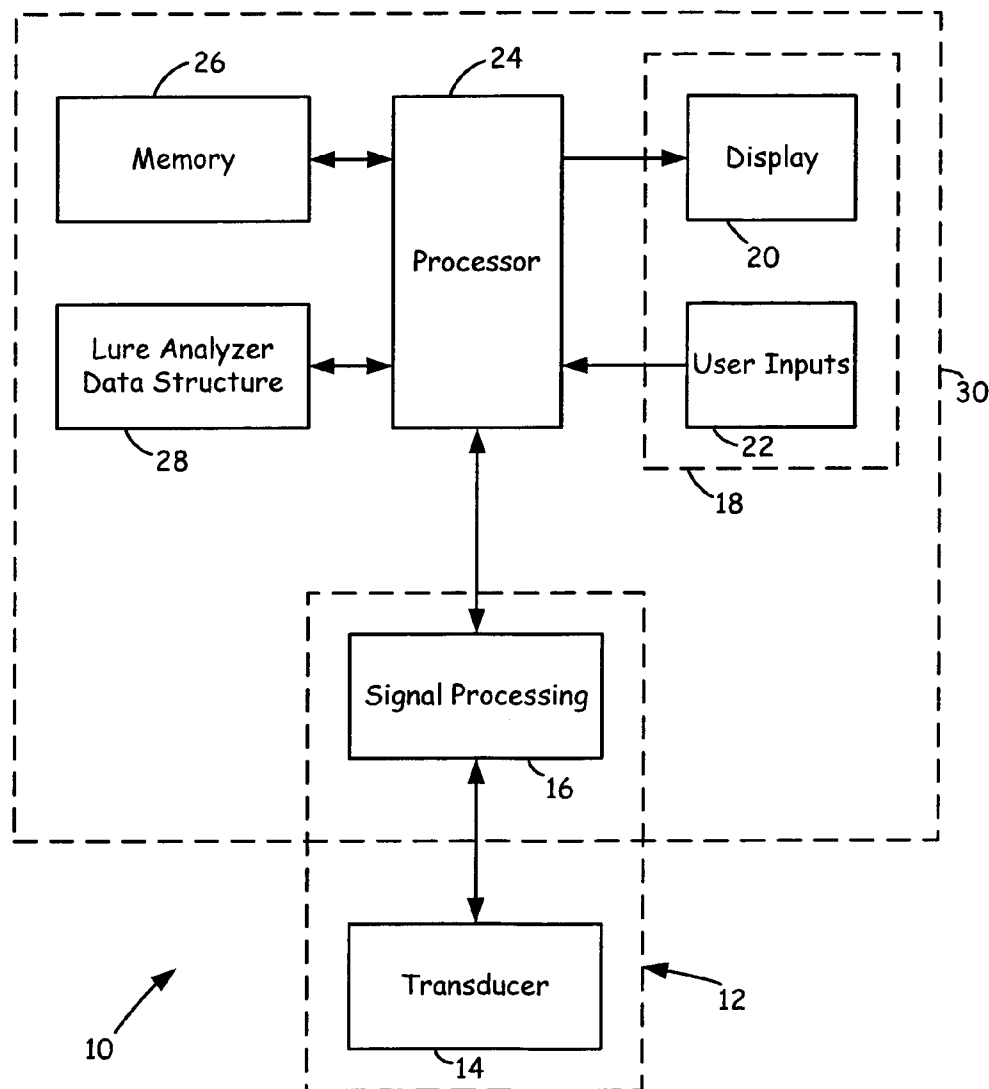 26
24
Memory
Processor
Display
20
Lure Analyzer
Data Structure
28
User Inputs
22
18
30
Signal Processing
16
Transducer
14
12
10